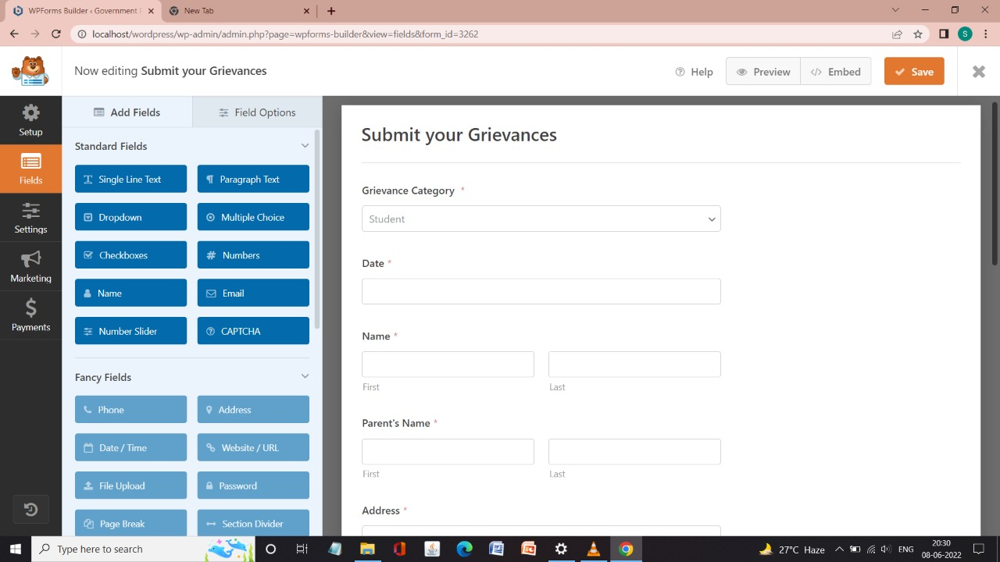 WPForms Builder ‹ Government
New Tab
localhost/wordpress/wp-admin/admin.php?page=wpforms-builder&view=fields&form_id=3262
S
Now editing Submit your Grievances
Help
Preview
Embed
Save
Setup
Fields
Settings
Marketing
Payments
Add Fields
Field Options
Standard Fields
Single Line Text
Paragraph Text
Dropdown
Multiple Choice
Checkboxes
Numbers
Name
Email
Number Slider
CAPTCHA
Fancy Fields
Phone
Address
Date / Time
Website / URL
File Upload
Password
Page Break
Section Divider
Submit your Grievances
Grievance Category *
Student
Date *
Name *
First
Last
Parent's Name *
First
Last
Address *
Type here to search
27°C Haze
ENG
20:30
08-06-2022